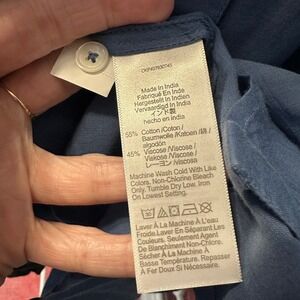 Made In India
Fabriqué En Inde
Hergestellt In Indien
Vervaardigd In India
インド製
hecho en indio
55% Cotton/Coton/
Baumwolle/Katoen/綿/
algodón
45% Viscose/Viscose/
Viskose/Viscose/
レーヨン/viscosa
Machine Wash Cold With Like
Colors. Non-Chlorine Bleach
Only. Tumble Dry Low. Iron
On Lowest Setting.
Laver En Machine À L'eau
Froide Laver En Séparant Les
Couleurs. Seulement Agent
De Blanchiment Non-Chloré.
Sécher En Machine À
Basse Température. Repasser
À Fer Doux Si Nécessaire.